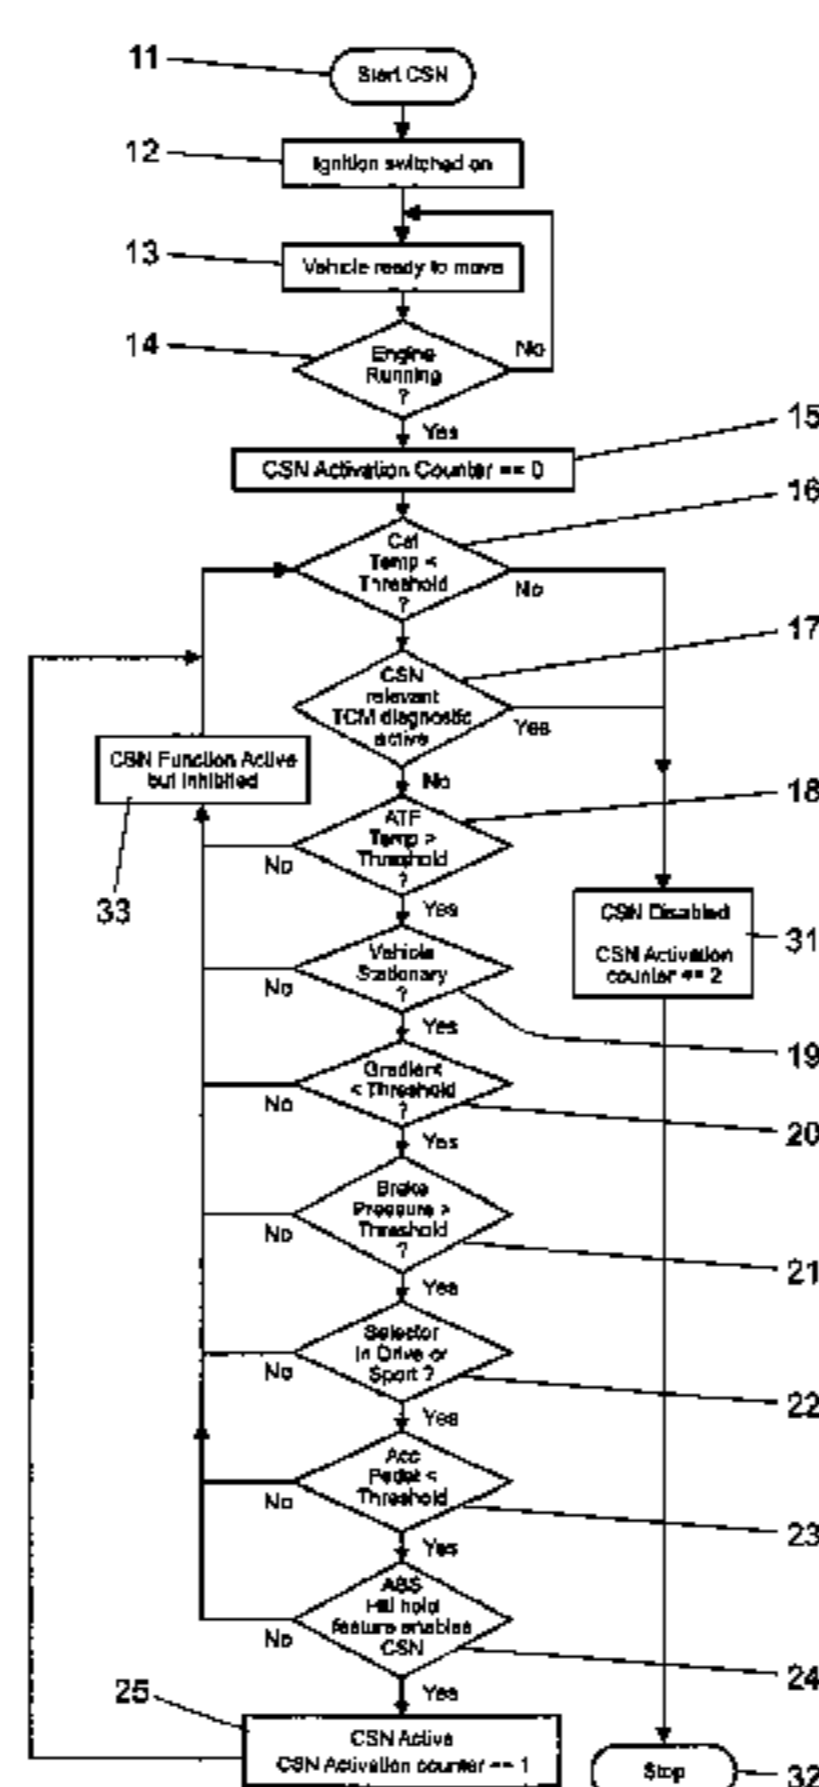 11
Start CSN
12
Ignition switched on
13
Vehicle ready to move
14
Engine
Running
?
No
Yes
15
CSN Activation Counter == 0
16
Cat
Temp <
Threshold
?
No
17
CSN
relevant
TCM diagnostic
active
Yes
No
CSN Function Active
but inhibited
33
18
ATF
Temp >
Threshold
?
No
Yes
CSN Disabled
CSN Activation
counter == 2
31
Vehicle
Stationary
?
No
Yes
19
Gradient
< Threshold
?
No
Yes
20
Brake
Pressure >
Threshold
?
No
Yes
21
Selector
in Drive or
Sport ?
No
Yes
22
Acc
Pedal <
Threshold
No
Yes
23
ABS
Hill hold
feature enables
CSN
No
Yes
24
25
CSN Active
CSN Activation counter == 1
Stop
32